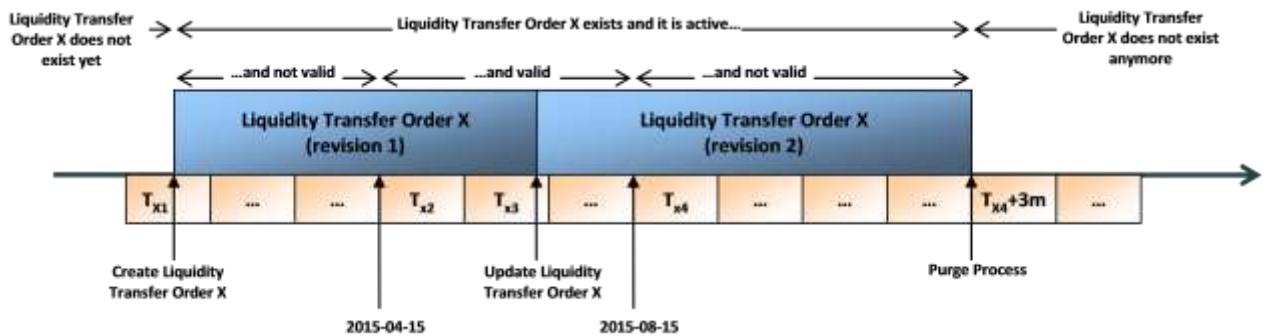 Liquidity Transfer
Order X does not
exist yet
Liquidity Transfer Order X exists and it is active...
Liquidity Transfer
Order X does not exist
anymore
...and not valid
...and valid
...and not valid
Liquidity Transfer Order X
(revision 1)
Liquidity Transfer Order X
(revision 2)
TX1 ... ... Tx2 Tx3 ... Tx4 ... ... ... TX4+3m ...
Create Liquidity
Transfer Order X
Update Liquidity
Transfer Order X
Purge Process
2015-04-15
2015-08-15